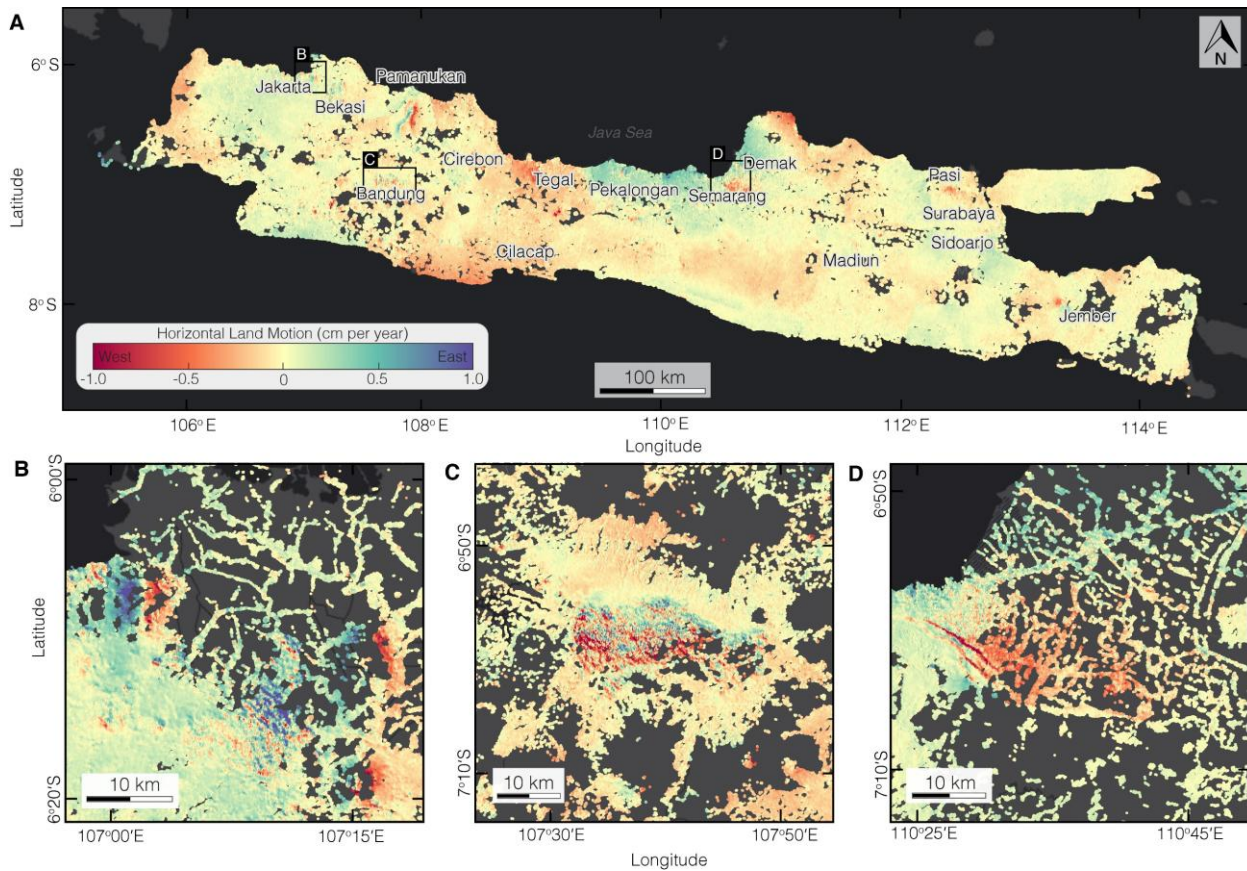 A
N
6°S
8°S
Latitude
B
Jakarta
Bekasi
Pamanukan
C
Bandung
Cirebon
Tegal
Pekalongan
Java Sea
D
Demak
Semarang
Cilacap
Madiun
Pasi
Surabaya
Sidoarjo
Jember
Horizontal Land Motion (cm per year)
West
East
-1.0
-0.5
0
0.5
1.0
100 km
106°E
108°E
110°E
112°E
114°E
Longitude
B
6°00'S
6°20'S
Latitude
10 km
107°00'E
107°15'E
C
6°50'S
7°10'S
10 km
107°30'E
107°50'E
D
6°50'S
7°10'S
10 km
110°25'E
110°45'E
Longitude